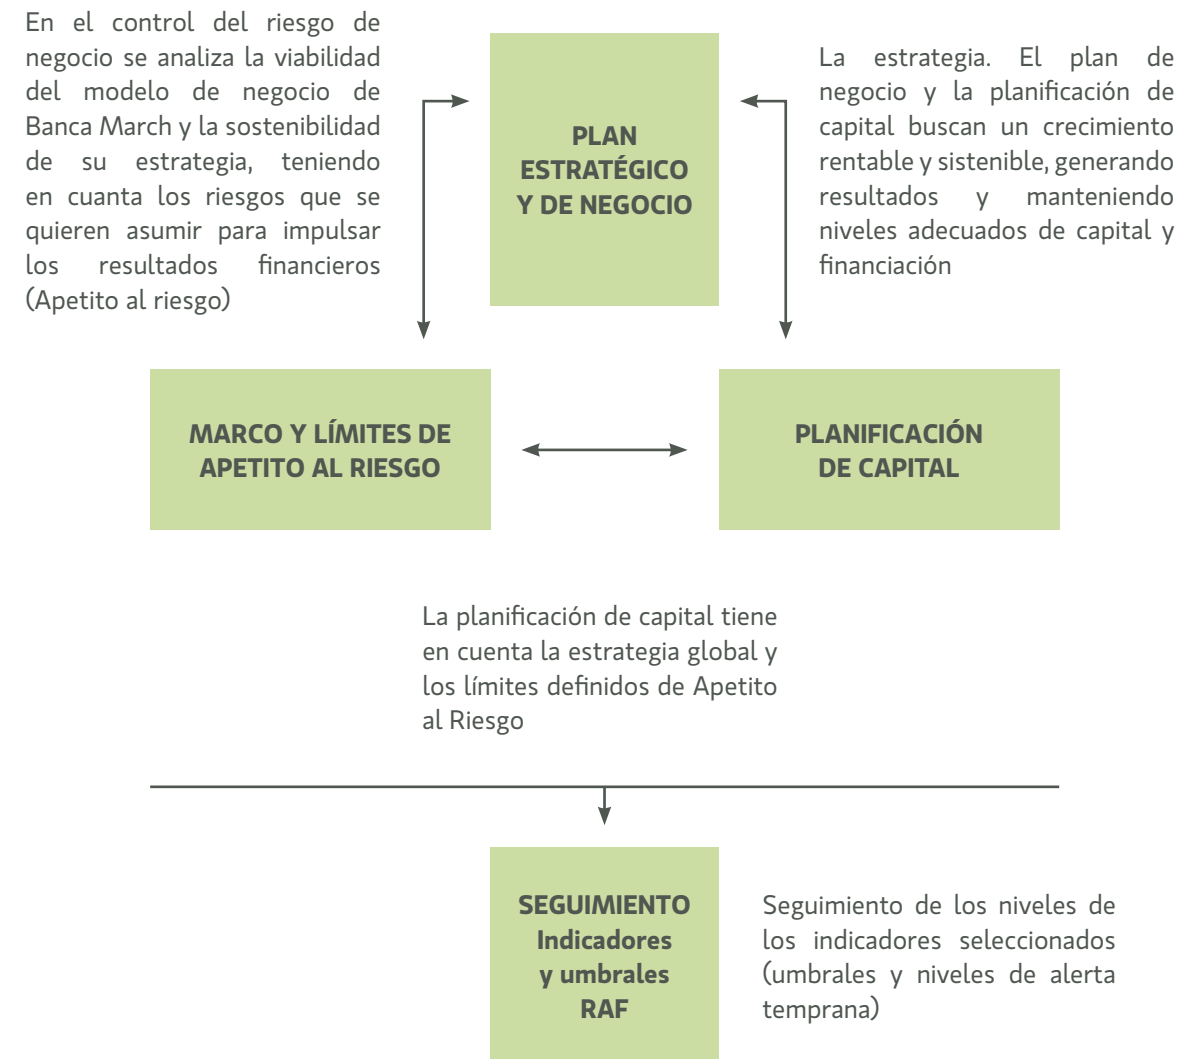 En el control del riesgo de
negocio se analiza la viabilidad
del modelo de negocio de
Banca March y la sostenibilidad
de su estrategia, teniendo
en cuanta los riesgos que se
quieren asumir para impulsar
los resultados financieros
(Apetito al riesgo)
PLAN
ESTRATÉGICO
Y DE NEGOCIO
La estrategia. El plan de
negocio y la planificación de
capital buscan un crecimiento
rentable y sistenible, generando
resultados y manteniendo
niveles adecuados de capital y
financiación
MARCO Y LÍMITES DE
APETITO AL RIESGO
PLANIFICACIÓN
DE CAPITAL
La planificación de capital tiene
en cuenta la estrategia global y
los límites definidos de Apetito
al Riesgo
SEGUIMIENTO
Indicadores
y umbrales
RAF
Seguimiento de los niveles de
los indicadores seleccionados
(umbrales y niveles de alerta
temprana)